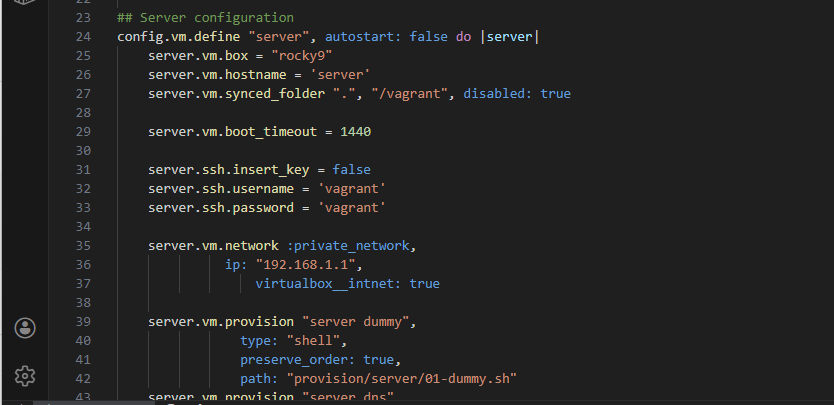 22
23 ## Server configuration
24 config.vm.define "server", autostart: false do |server|
25     server.vm.box = "rocky9"
26     server.vm.hostname = 'server'
27     server.vm.synced_folder ".", "/vagrant", disabled: true
28
29     server.vm.boot_timeout = 1440
30
31     server.ssh.insert_key = false
32     server.ssh.username = 'vagrant'
33     server.ssh.password = 'vagrant'
34
35     server.vm.network :private_network,
36               ip: "192.168.1.1",
37                   virtualbox__intnet: true
38
39     server.vm.provision "server dummy",
40                 type: "shell",
41                 preserve_order: true,
42                 path: "provision/server/01-dummy.sh"
43     server.vm.provision "server dns"